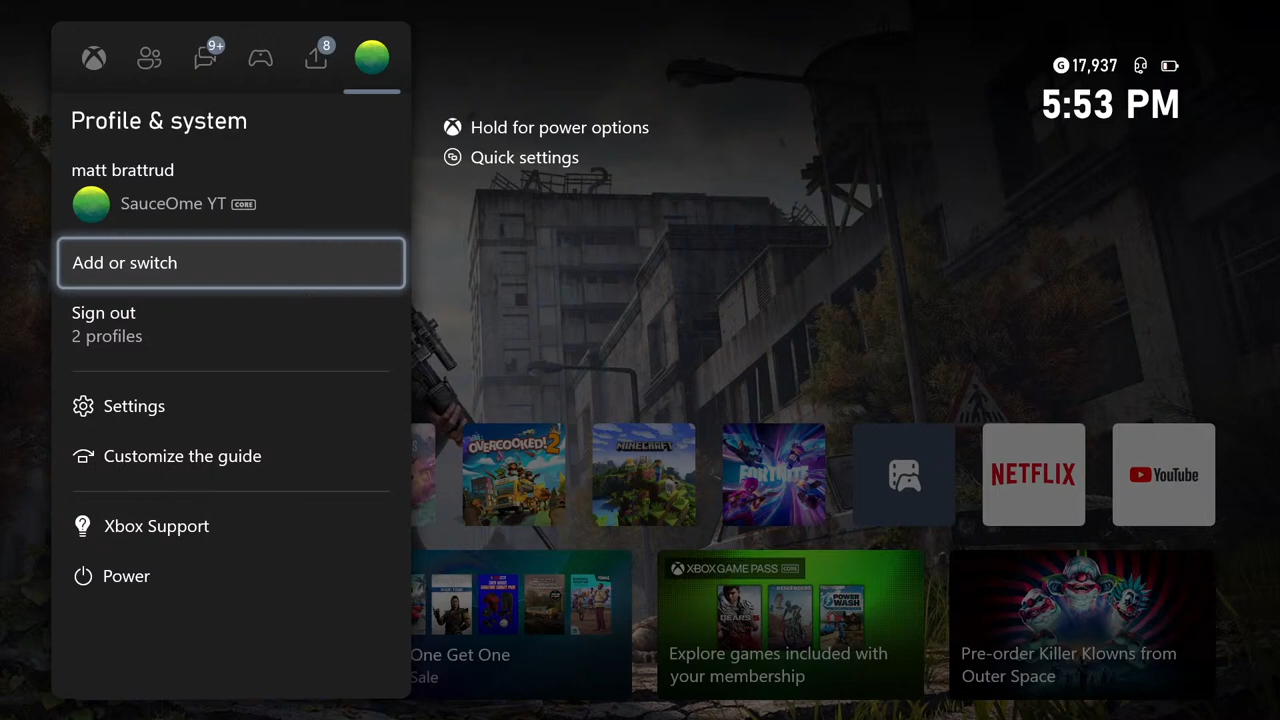 9+
8
Profile & system
matt brattrud
SauceOme YT CORE
Add or switch
Sign out
2 profiles
Settings
Customize the guide
Xbox Support
Power
Hold for power options
Quick settings
G 17,937
5:53 PM
OVERCOOKED! 2
MINECRAFT
FORTNITE
NETFLIX
YouTube
One Get One
Sale
XBOX GAME PASS CORE
GEARS
DESCENDERS
POWER
WASH
Explore games included with
your membership
Pre-order Killer Klowns from
Outer Space